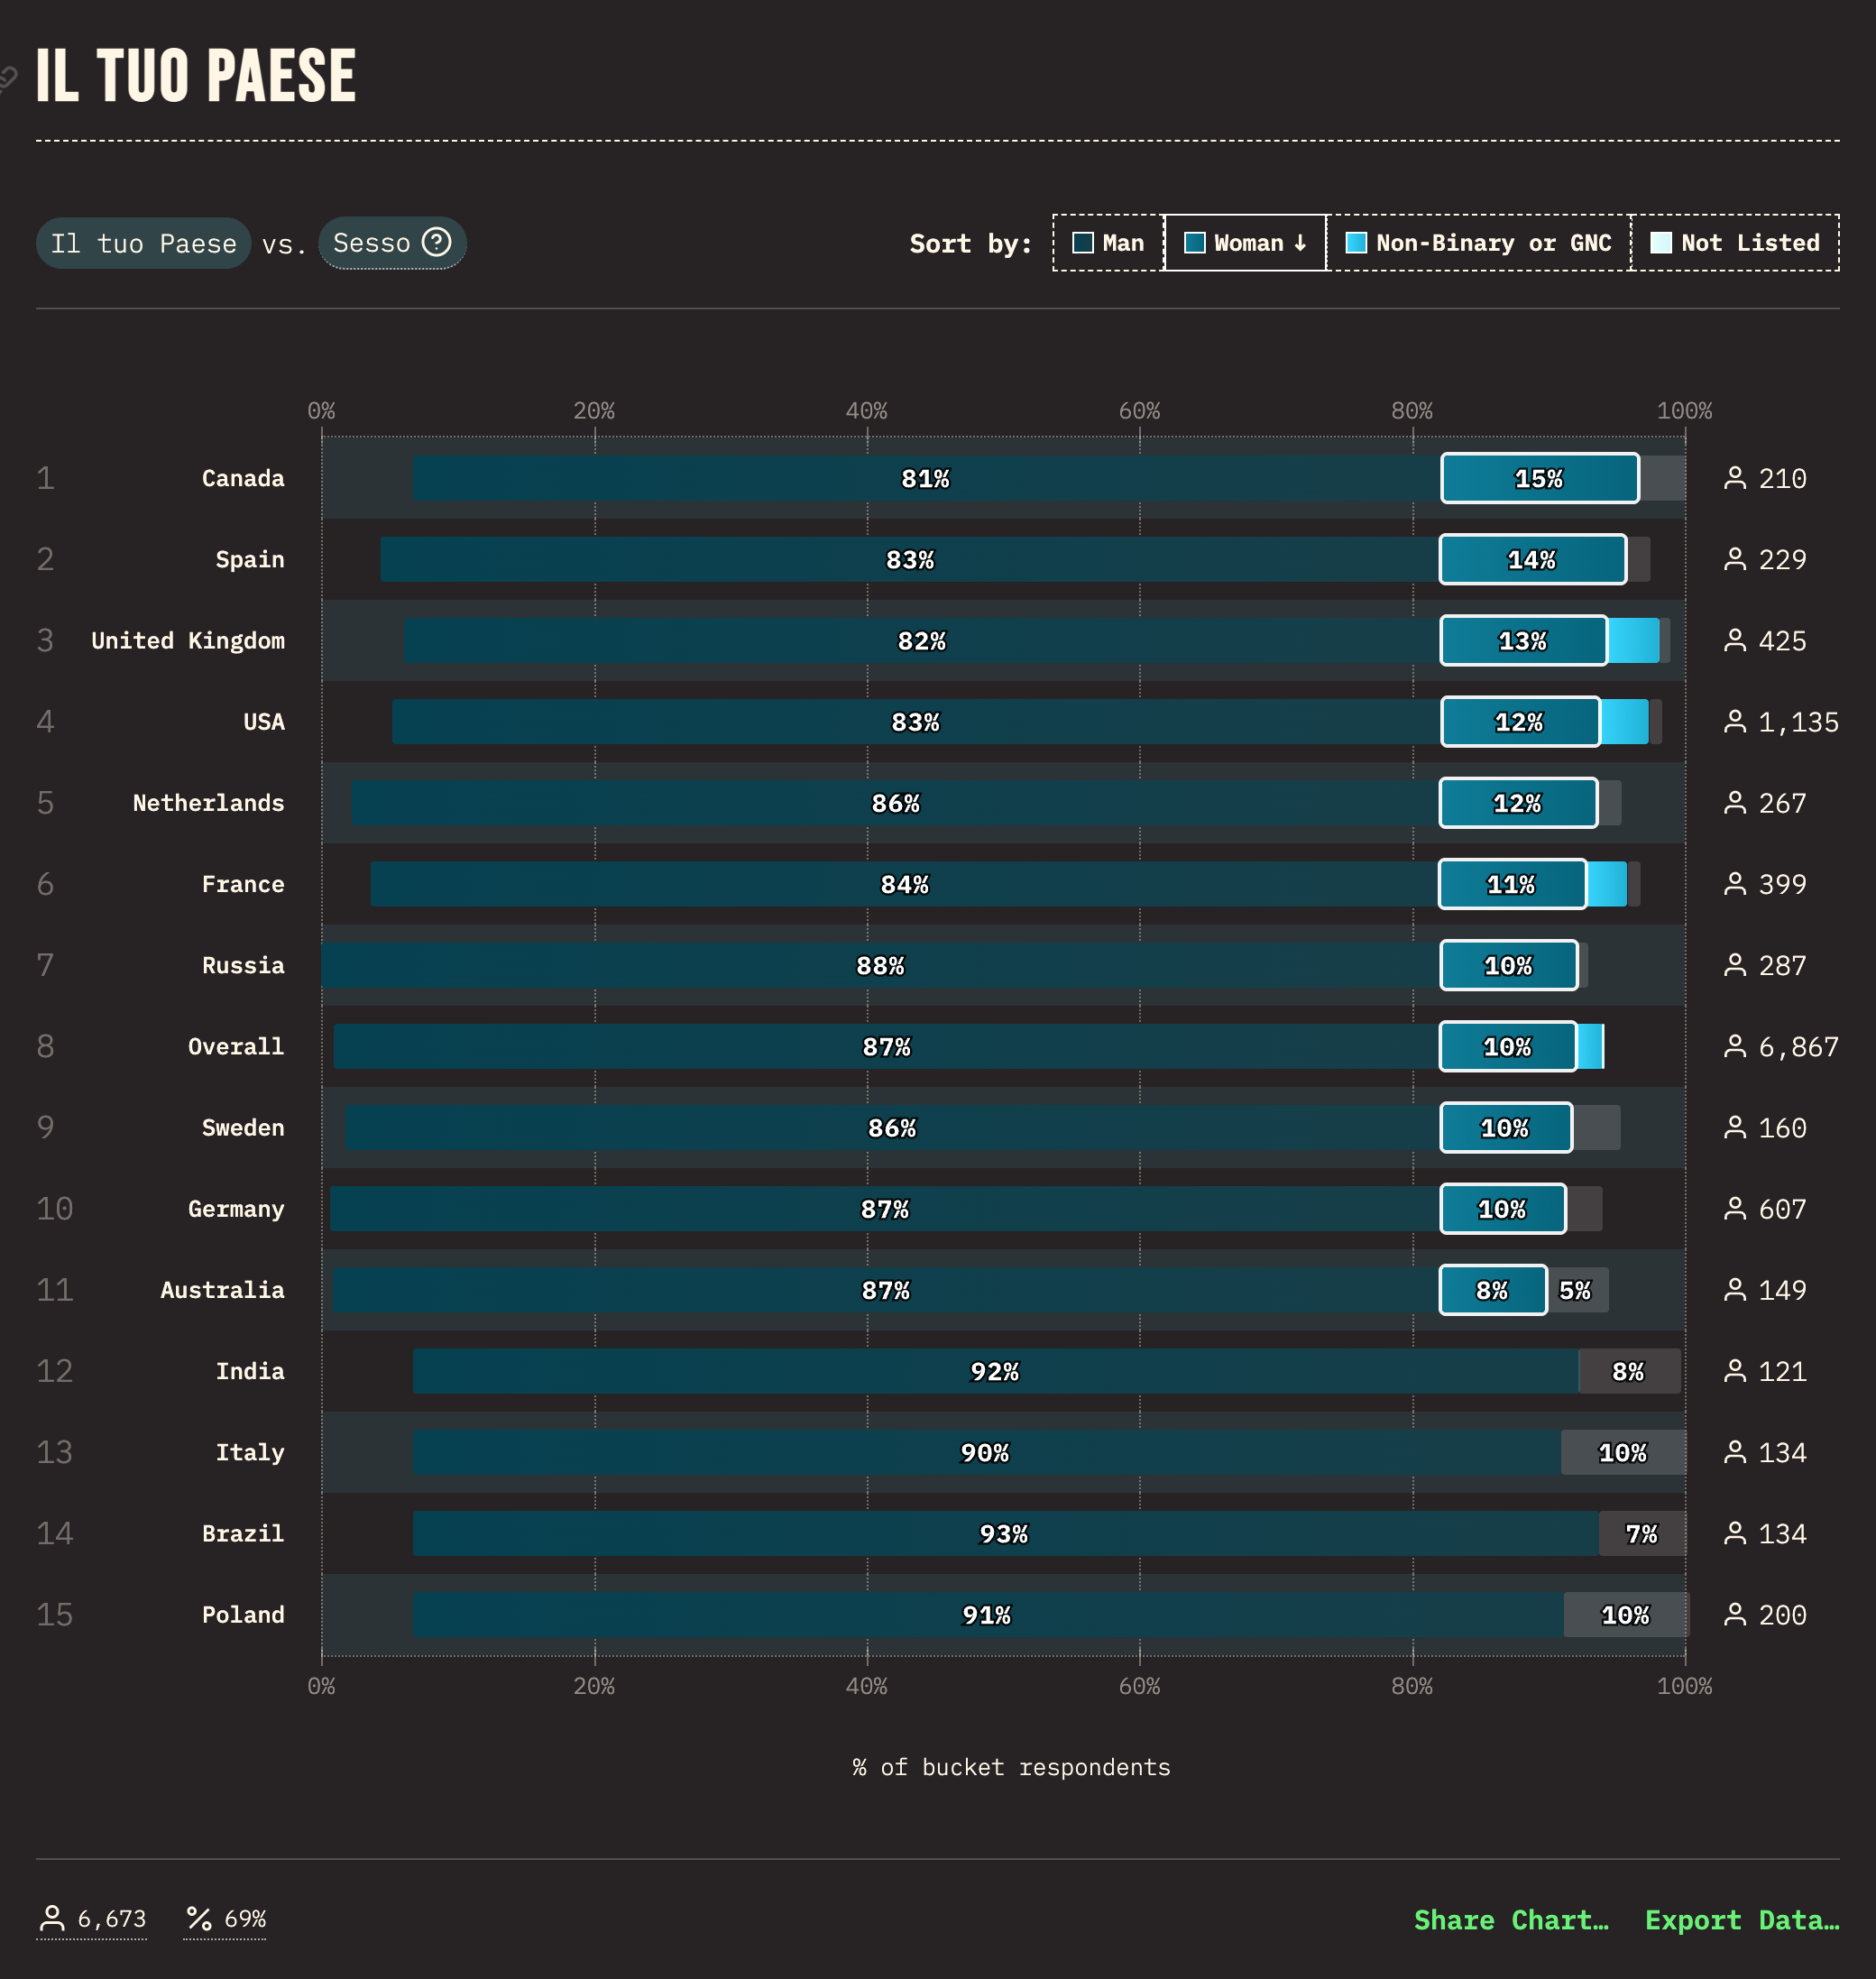 IL TUO PAESE
Il tuo Paese vs. Sesso ?
Sort by: Man Woman ↓ Non-Binary or GNC Not Listed
0% 20% 40% 60% 80% 100%
1 Canada 81% 15% 210
2 Spain 83% 14% 229
3 United Kingdom 82% 13% 425
4 USA 83% 12% 1,135
5 Netherlands 86% 12% 267
6 France 84% 11% 399
7 Russia 88% 10% 287
8 Overall 87% 10% 6,867
9 Sweden 86% 10% 160
10 Germany 87% 10% 607
11 Australia 87% 8% 5% 149
12 India 92% 8% 121
13 Italy 90% 10% 134
14 Brazil 93% 7% 134
15 Poland 91% 10% 200
0% 20% 40% 60% 80% 100%
% of bucket respondents
6,673 % 69% Share Chart… Export Data…